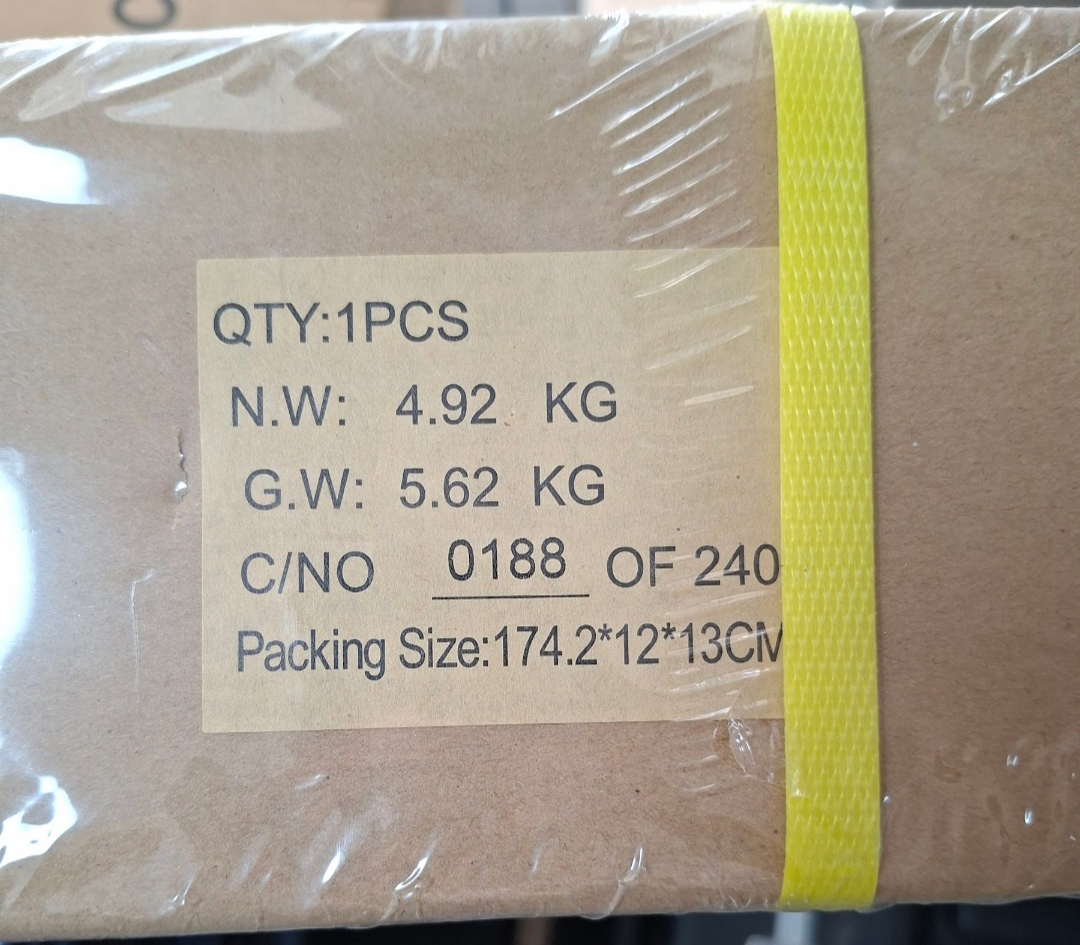 QTY:1PCS
N.W: 4.92 KG
G.W: 5.62 KG
C/NO 0188 OF 240
Packing Size:174.2*12*13CM